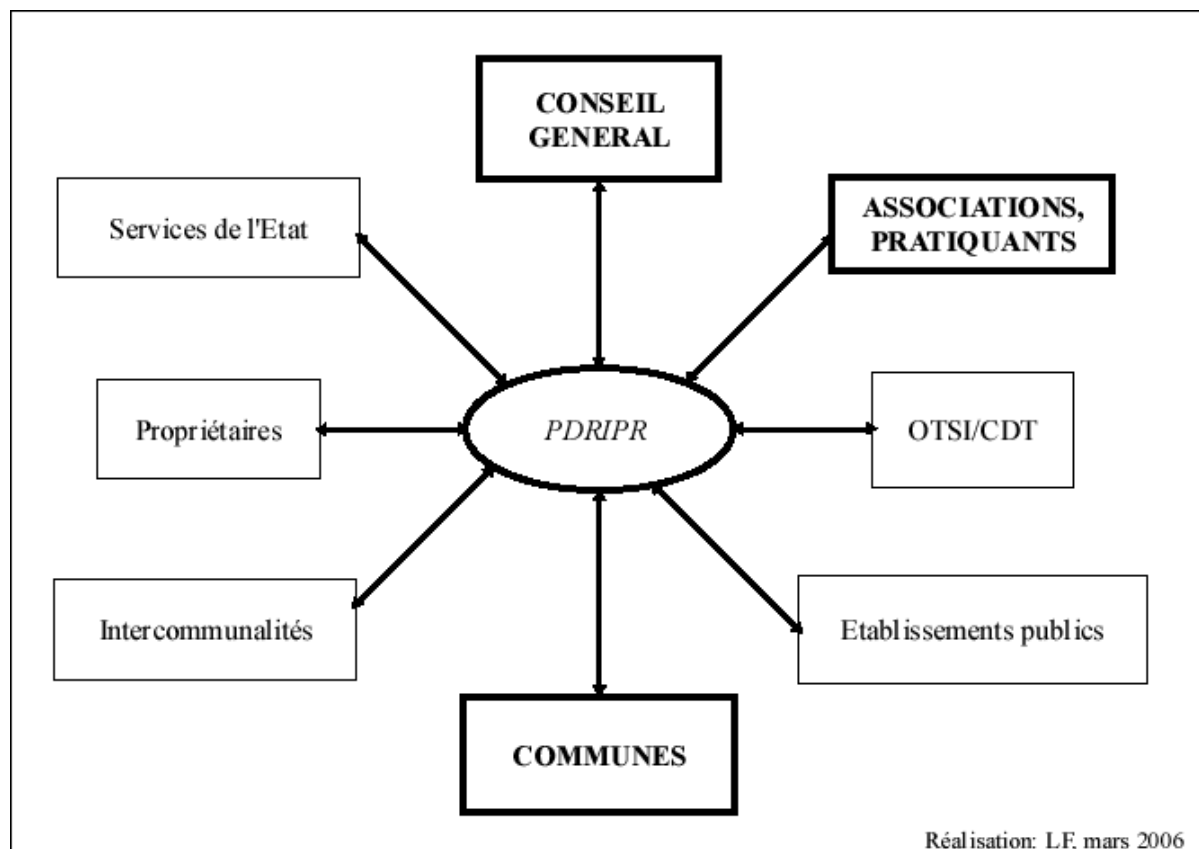 CONSEIL
GENERAL
Services de l'Etat
ASSOCIATIONS,
PRATIQUANTS
Propriétaires
PDRIPR
OTSI/CDT
Intercommunalités
Etablissements publics
COMMUNES
Réalisation: LF, mars 2006